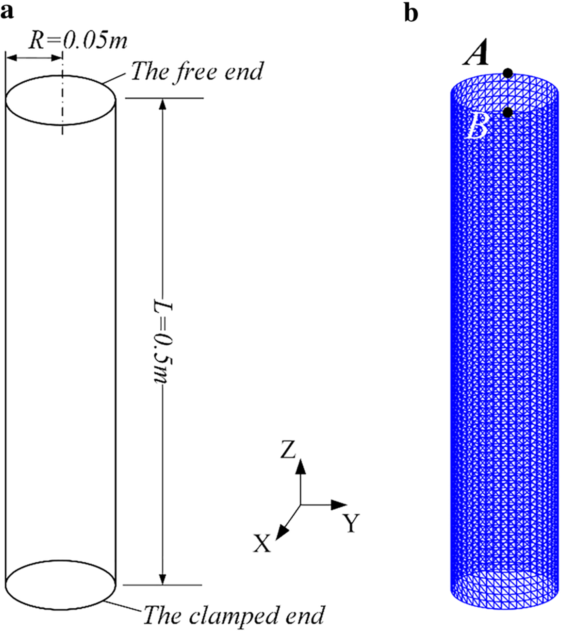 a
R=0.05m
The free end
L=0.5m
Z
Y
X
The clamped end
b
A
B